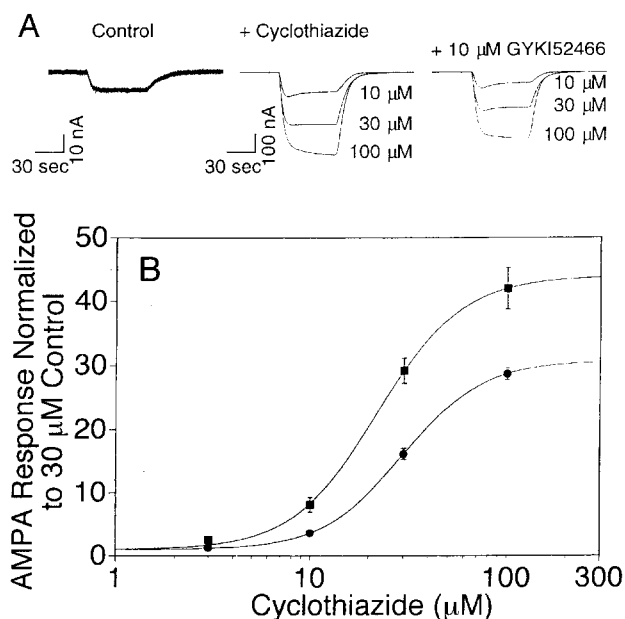 A
Control
+ Cyclothiazide
+ 10 μM GYKI52466
10 μM
30 μM
100 μM
10 μM
30 μM
100 μM
10 nA
30 sec
100 nA
30 sec
B
AMPA Response Normalized
to 30 μM Control
50
40
30
20
10
0
1
10
100
300
Cyclothiazide (μM)